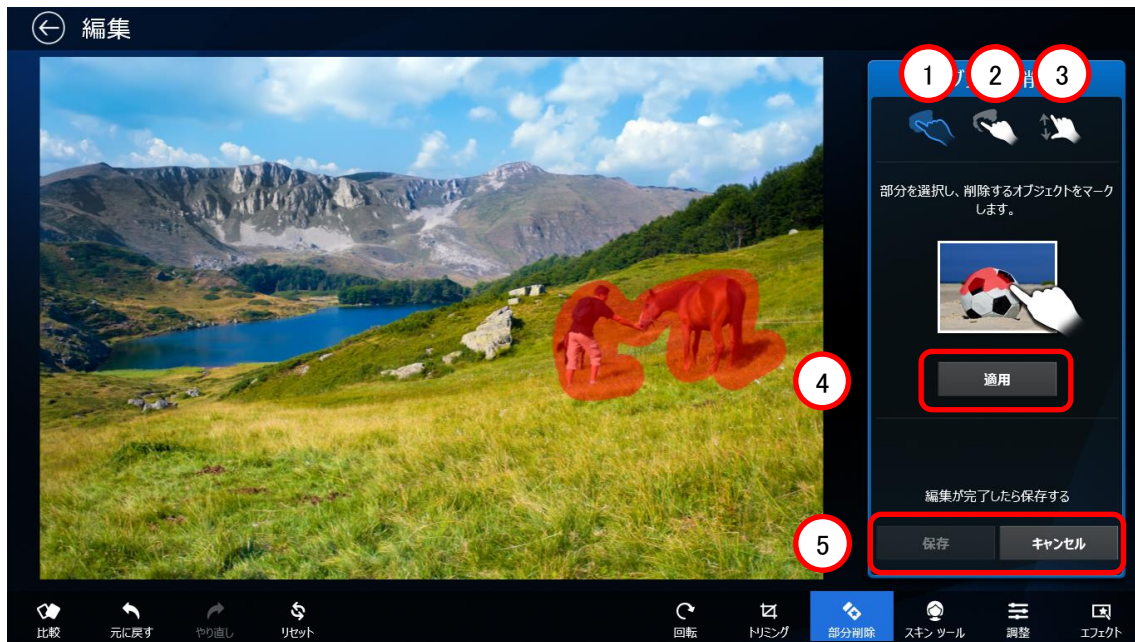 編集
1
2
3
部分を選択し、削除するオブジェクトをマーク
します。
4
適用
編集が完了したら保存する
5
保存
キャンセル
比較
元に戻す
やり直し
リセット
回転
トリミング
部分削除
スキン ツール
調整
エフェクト